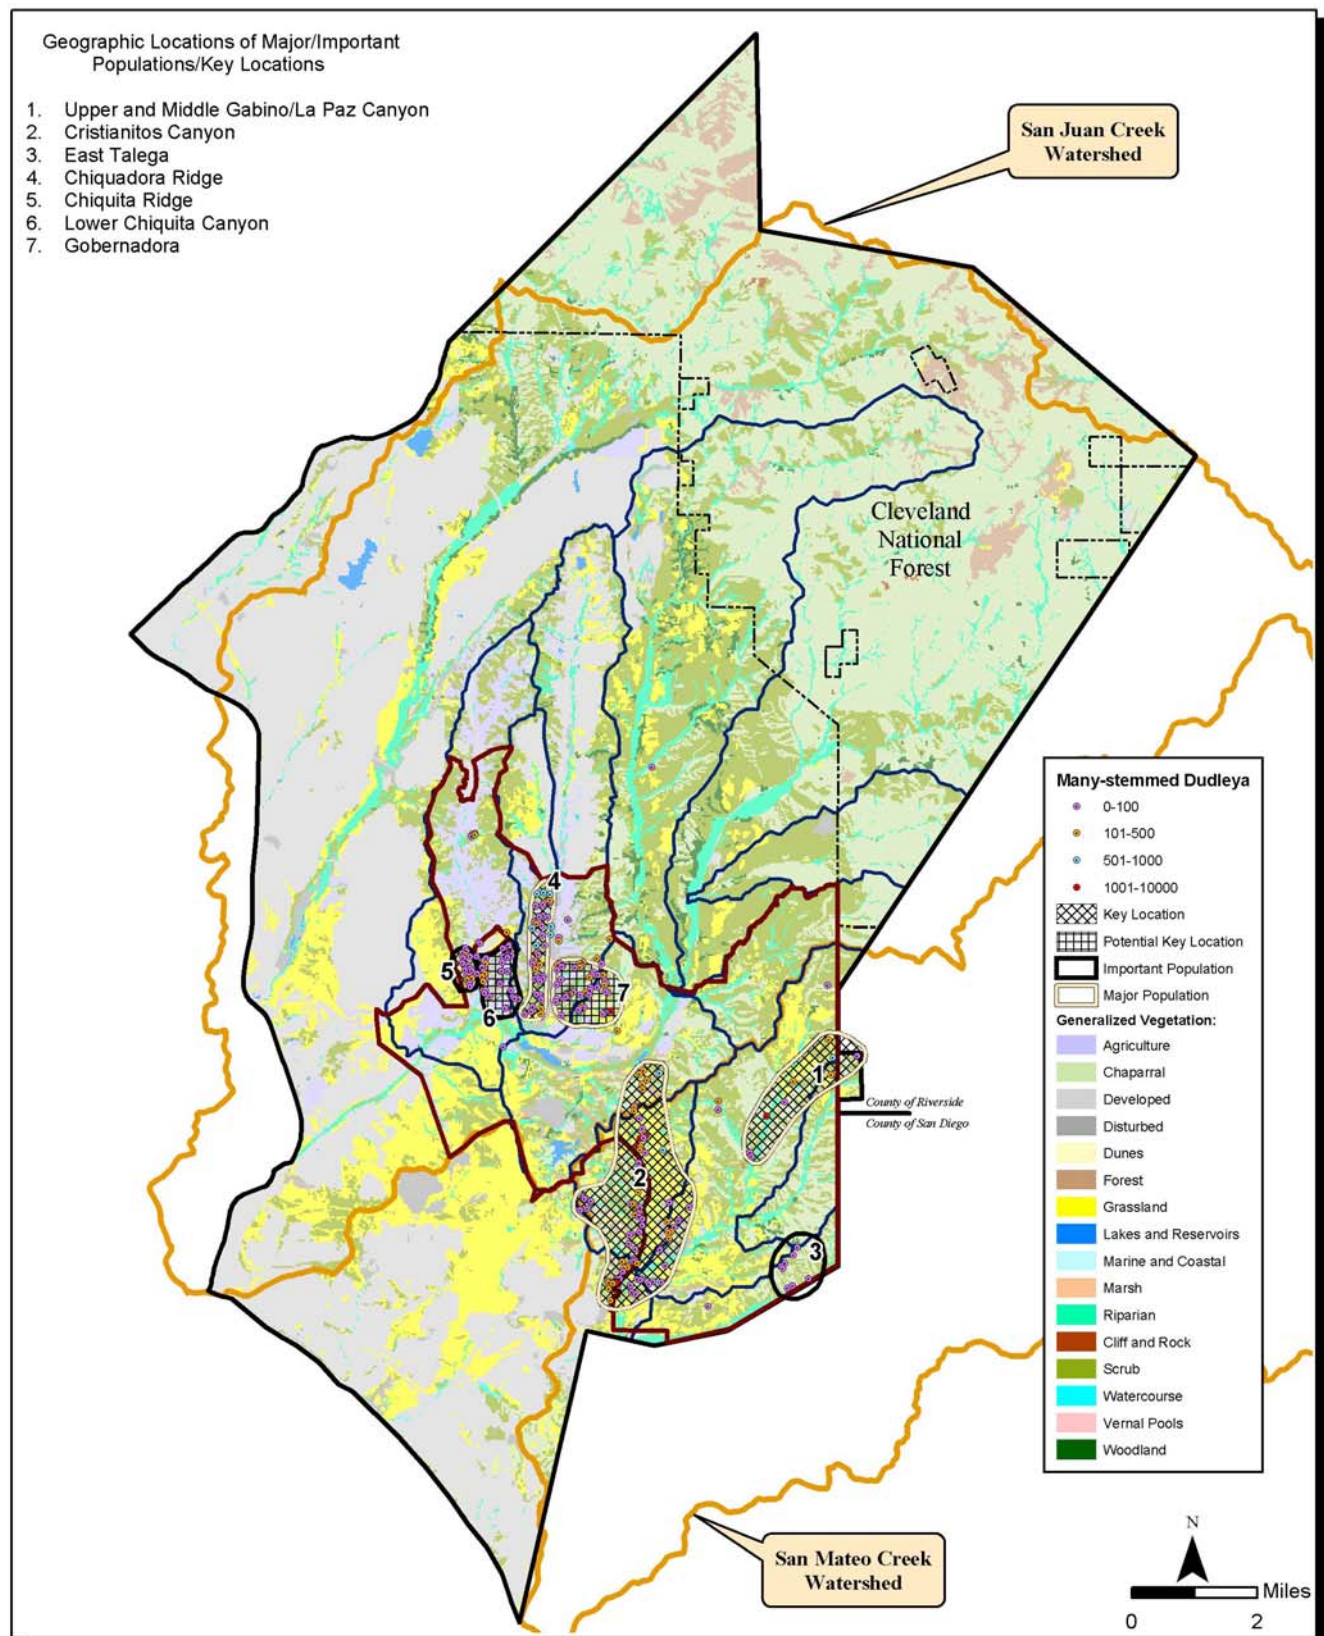 Geographic Locations of Major/Important
Populations/Key Locations
1. Upper and Middle Gabino/La Paz Canyon
2. Cristianitos Canyon
3. East Talega
4. Chiquadora Ridge
5. Chiquita Ridge
6. Lower Chiquita Canyon
7. Gobernadora
San Juan Creek
Watershed
Cleveland
National
Forest
Many-stemmed Dudleya
0-100
101-500
501-1000
1001-10000
Key Location
Potential Key Location
Important Population
Major Population
Generalized Vegetation:
Agriculture
Chaparral
Developed
Disturbed
Dunes
Forest
Grassland
Lakes and Reservoirs
Marine and Coastal
Marsh
Riparian
Cliff and Rock
Scrub
Watercourse
Vernal Pools
Woodland
4
5
6
7
1
County of Riverside
County of San Diego
2
3
San Mateo Creek
Watershed
N
Miles
0 2